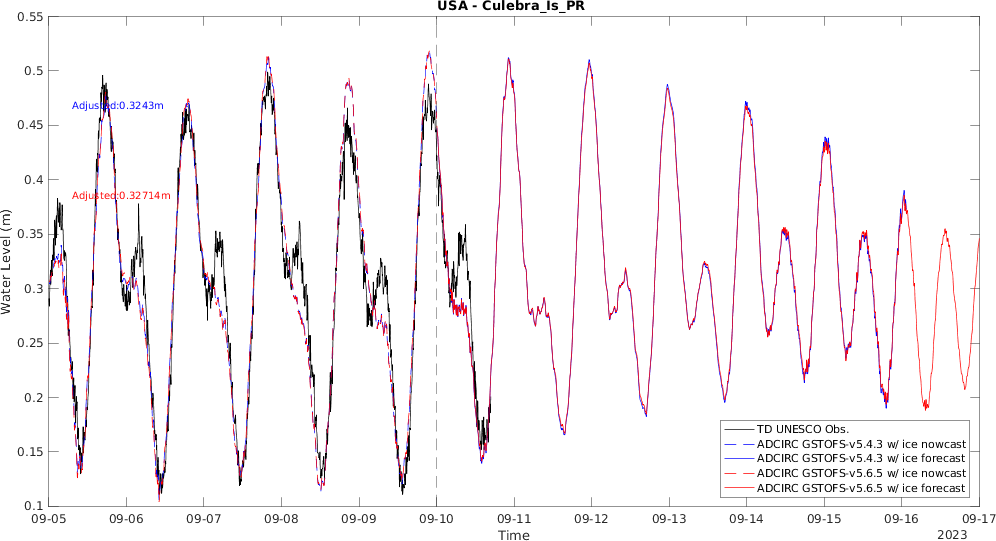 USA - Culebra_Is_PR
0.55
0.5
0.45
0.4
0.35
0.3
0.25
0.2
0.15
0.1
Water Level (m)
Adjusted:0.3243m
Adjusted:0.32714m
TD UNESCO Obs.
ADCIRC GSTOFS-v5.4.3 w/ ice nowcast
ADCIRC GSTOFS-v5.4.3 w/ ice forecast
ADCIRC GSTOFS-v5.6.5 w/ ice nowcast
ADCIRC GSTOFS-v5.6.5 w/ ice forecast
09-05 09-06 09-07 09-08 09-09 09-10 09-11 09-12 09-13 09-14 09-15 09-16 09-17
Time
2023